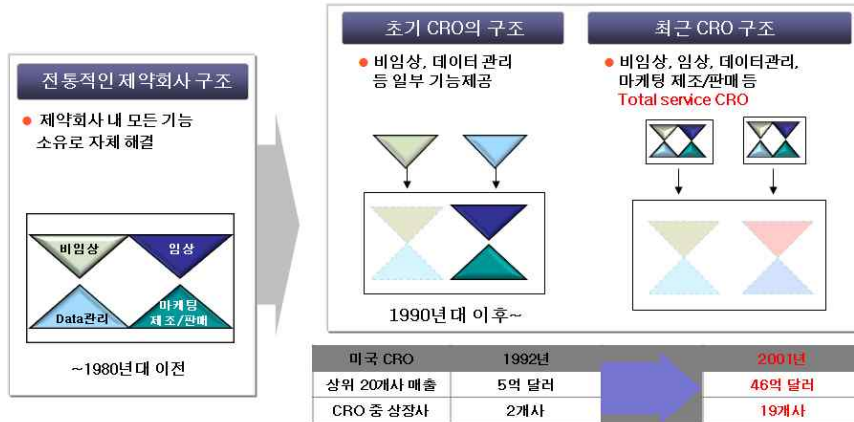 전통적인 제약회사 구조
● 제약회사 내 모든 기능
소유로 자체 해결
비임상 임상
Data관리 마케팅
제조/판매
~1980년대 이전
초기 CRO의 구조
● 비임상, 데이터 관리
등 일부 기능제공
1990년대 이후~
최근 CRO 구조
● 비임상, 임상, 데이터관리,
마케팅 제조/판매 등
Total service CRO
미국 CRO 1992년 2001년
상위 20개사 매출 5억 달러 46억 달러
CRO 중 상장사 2개사 19개사